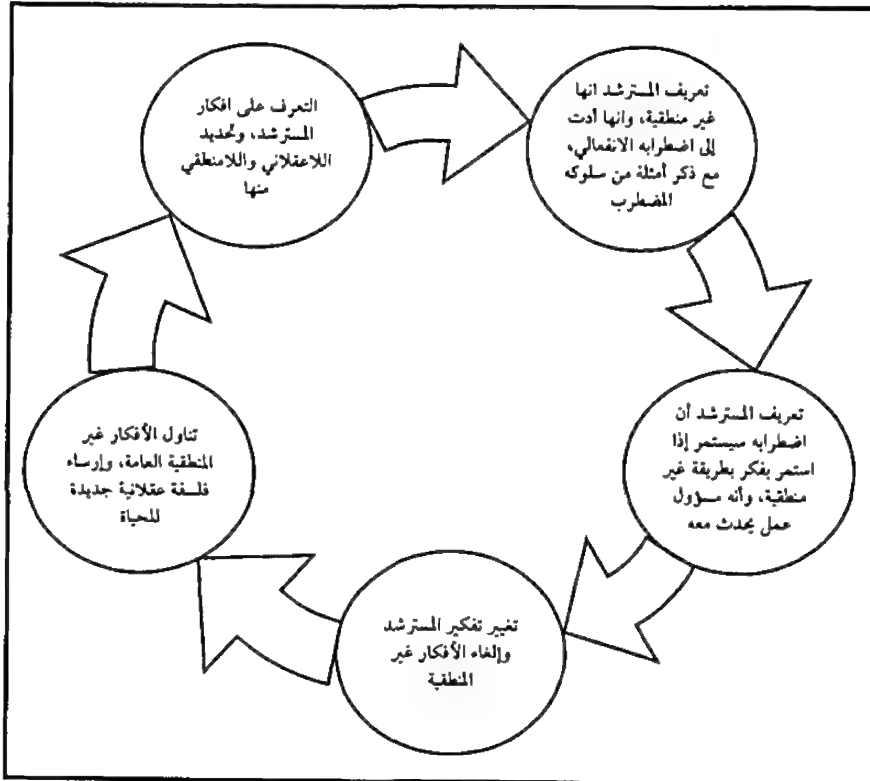 التعرف على افكار
المسترشد، وتحديد
اللاعقلاني واللامنطقي
منها
تعريف المسترشد انها
غير منطقية، وانها أدت
إلى اضطرابه الانفعالي،
مع ذكر أمثلة من سلوكه
المضطرب
تعريف المسترشد أن
اضطرابه سيستمر إذا
استمر بفكر بطريقة غير
منطقية، وأنه مسؤول
عمل يحدث معه
تغيير تفكير المسترشد
وإلغاء الأفكار غير
المنطقية
تناول الأفكار غير
المنطقية العامة، وإرساء
فلسفة عقلانية جديدة
للحياة